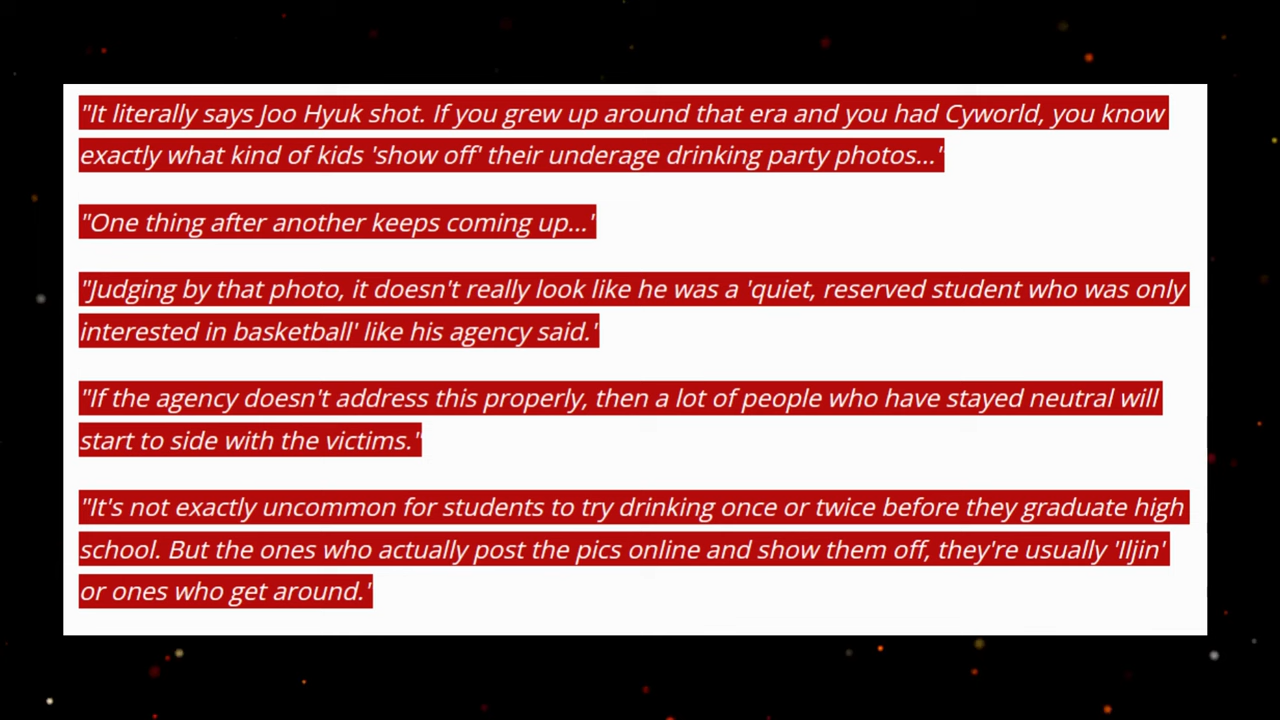 "It literally says Joo Hyuk shot. If you grew up around that era and you had Cyworld, you know
exactly what kind of kids 'show off' their underage drinking party photos...'
"One thing after another keeps coming up...'
"Judging by that photo, it doesn't really look like he was a 'quiet, reserved student who was only
interested in basketball' like his agency said.'
"If the agency doesn't address this properly, then a lot of people who have stayed neutral will
start to side with the victims."
"It's not exactly uncommon for students to try drinking once or twice before they graduate high
school. But the ones who actually post the pics online and show them off, they're usually 'Iljin'
or ones who get around.'